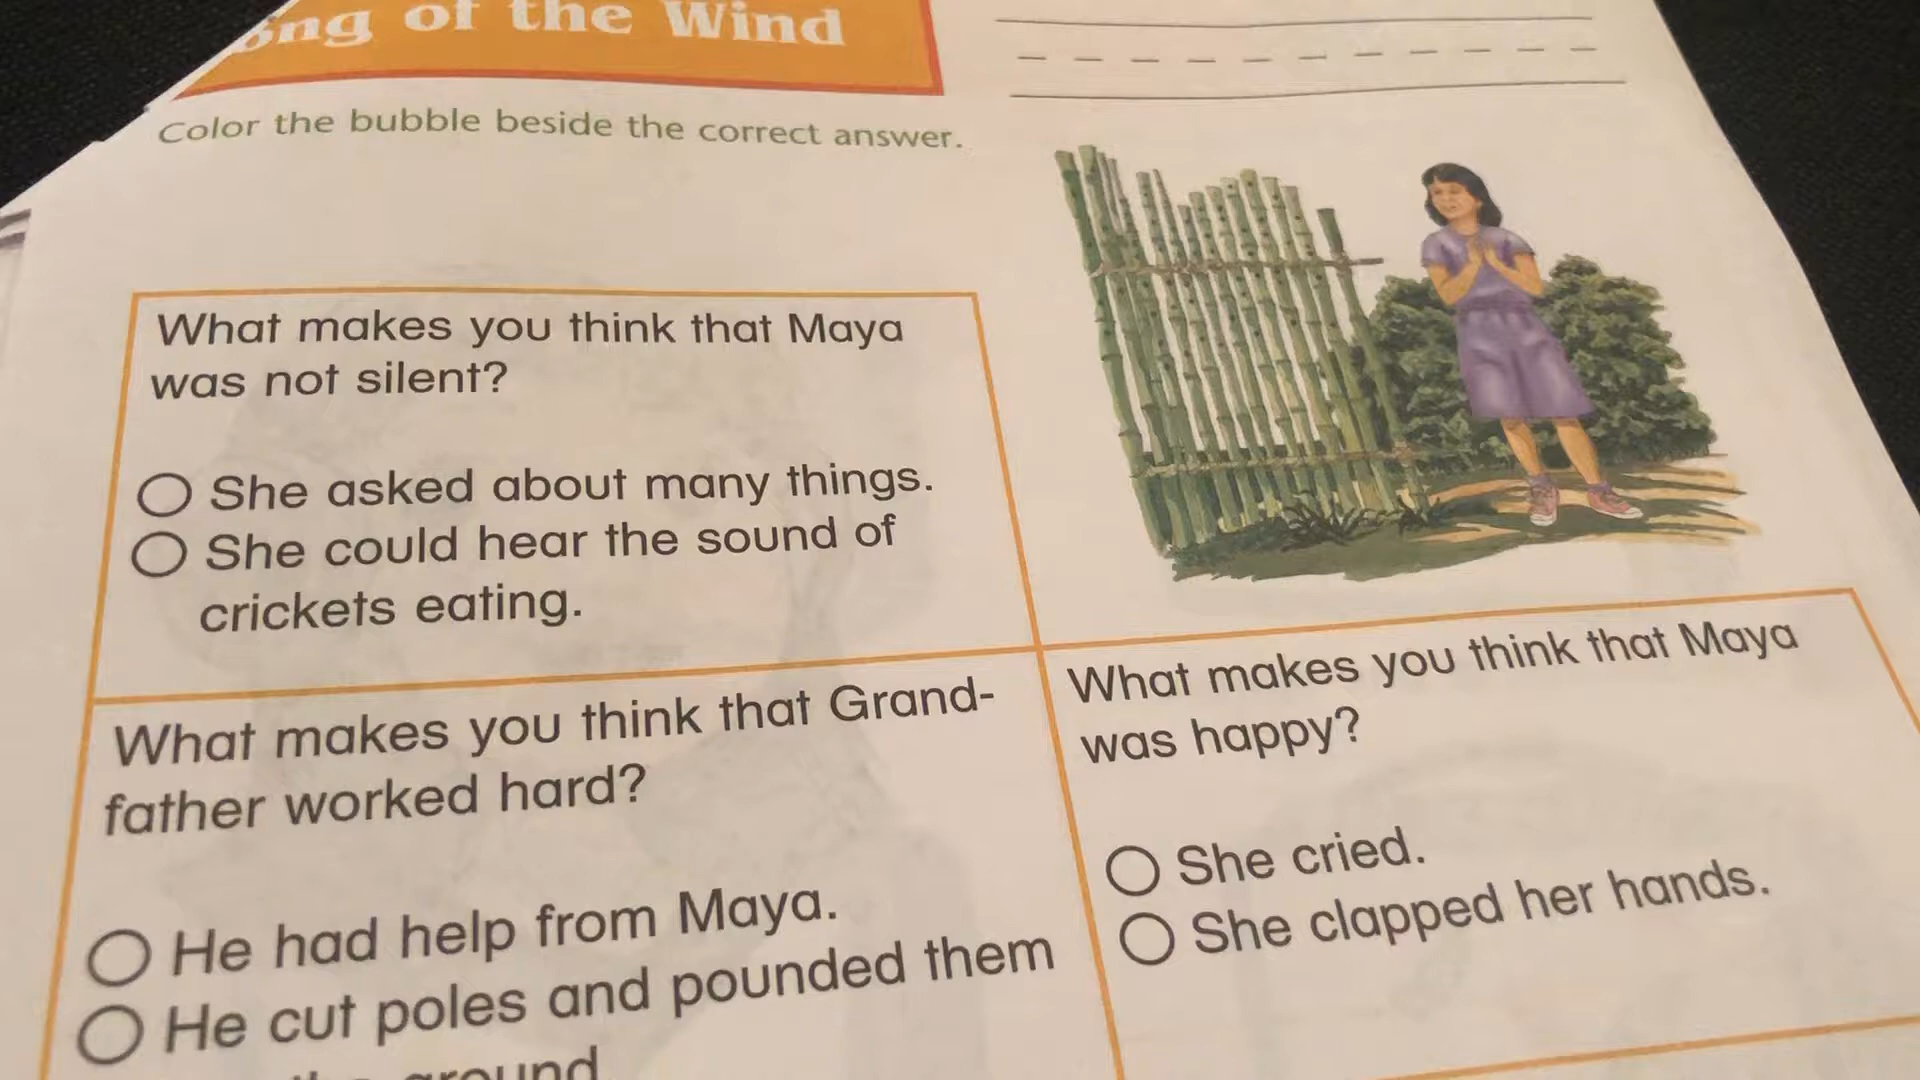 of the Wind
Color the bubble beside the correct answer.
What makes you think that Maya
was not silent?
She asked about many things.
She could hear the sound of
crickets eating.
What makes you think that Grand-
father worked hard?
He had help from Maya.
He cut poles and pounded them
ground
What makes you think that Maya
was happy?
She cried.
She clapped her hands.